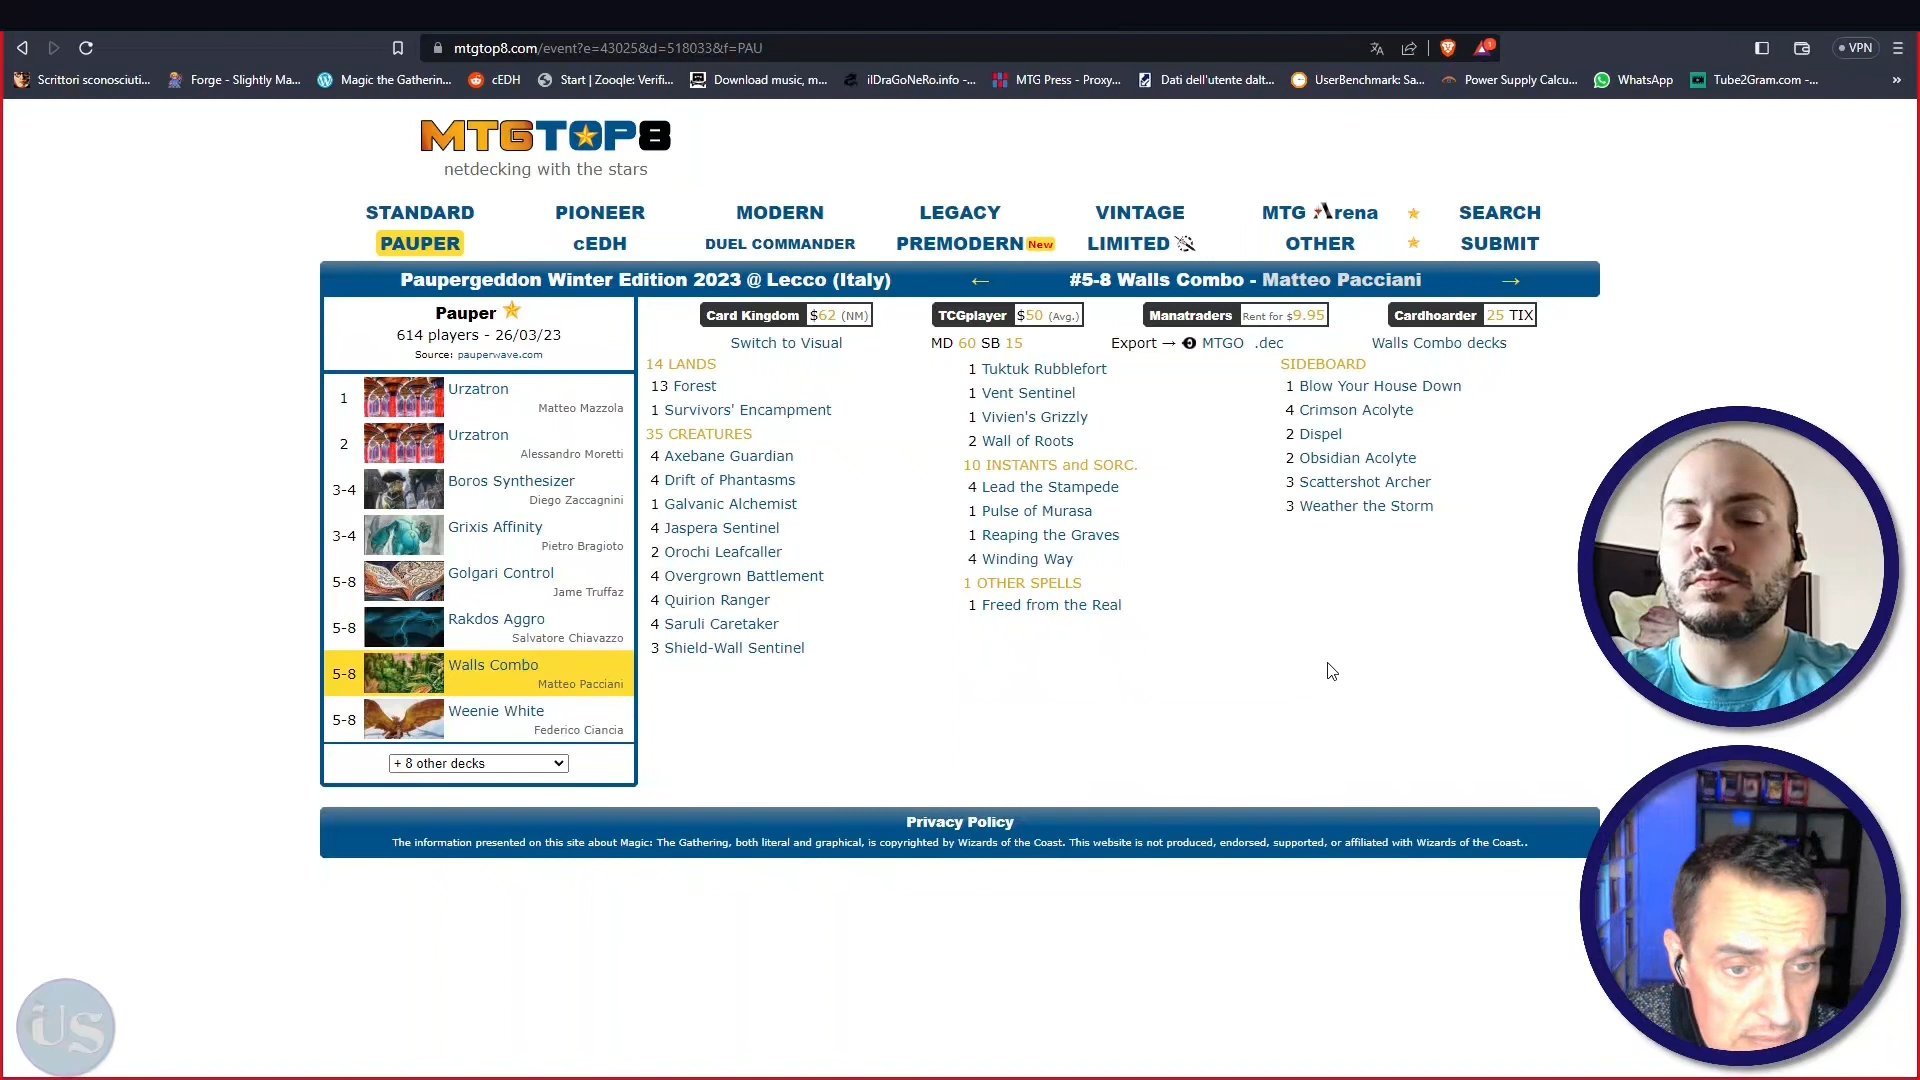 mtgtop8.com/event?e=43025&d=518033&f=PAU
VPN
Scrittori sconosciuti...
Forge - Slightly Ma...
Magic the Gatherin...
cEDH
Start | Zooqle: Verifi...
Download music, m...
ilDraGoNeRo.info -...
MTG Press - Proxy...
Dati dell'utente dalt...
UserBenchmark: Sa...
Power Supply Calcu...
WhatsApp
Tube2Gram.com -...
»
MTGTOP8
netdecking with the stars
STANDARD
PIONEER
MODERN
LEGACY
VINTAGE
MTG Arena
SEARCH
PAUPER
cEDH
DUEL COMMANDER
PREMODERN New
LIMITED
OTHER
SUBMIT
Paupergeddon Winter Edition 2023 @ Lecco (Italy)
←
#5-8 Walls Combo - Matteo Pacciani
→
Pauper
614 players - 26/03/23
Source: pauperwave.com
1 Urzatron
Matteo Mazzola
2 Urzatron
Alessandro Moretti
3-4 Boros Synthesizer
Diego Zaccagnini
3-4 Grixis Affinity
Pietro Bragioto
5-8 Golgari Control
Jame Truffaz
5-8 Rakdos Aggro
Salvatore Chiavazzo
5-8 Walls Combo
Matteo Pacciani
5-8 Weenie White
Federico Ciancia
+ 8 other decks
Card Kingdom $62 (NM)
TCGplayer $50 (Avg.)
Manatraders Rent for $9.95
Cardhoarder 25 TIX
Switch to Visual
MD 60 SB 15
Export → MTGO .dec
Walls Combo decks
14 LANDS
13 Forest
1 Survivors' Encampment
35 CREATURES
4 Axebane Guardian
4 Drift of Phantasms
1 Galvanic Alchemist
4 Jaspera Sentinel
2 Orochi Leafcaller
4 Overgrown Battlement
4 Quirion Ranger
4 Saruli Caretaker
3 Shield-Wall Sentinel
1 Tuktuk Rubblefort
1 Vent Sentinel
1 Vivien's Grizzly
2 Wall of Roots
10 INSTANTS and SORC.
4 Lead the Stampede
1 Pulse of Murasa
1 Reaping the Graves
4 Winding Way
1 OTHER SPELLS
1 Freed from the Real
SIDEBOARD
1 Blow Your House Down
4 Crimson Acolyte
2 Dispel
2 Obsidian Acolyte
3 Scattershot Archer
3 Weather the Storm
Privacy Policy
The information presented on this site about Magic: The Gathering, both literal and graphical, is copyrighted by Wizards of the Coast. This website is not produced, endorsed, supported, or affiliated with Wizards of the Coast..
US